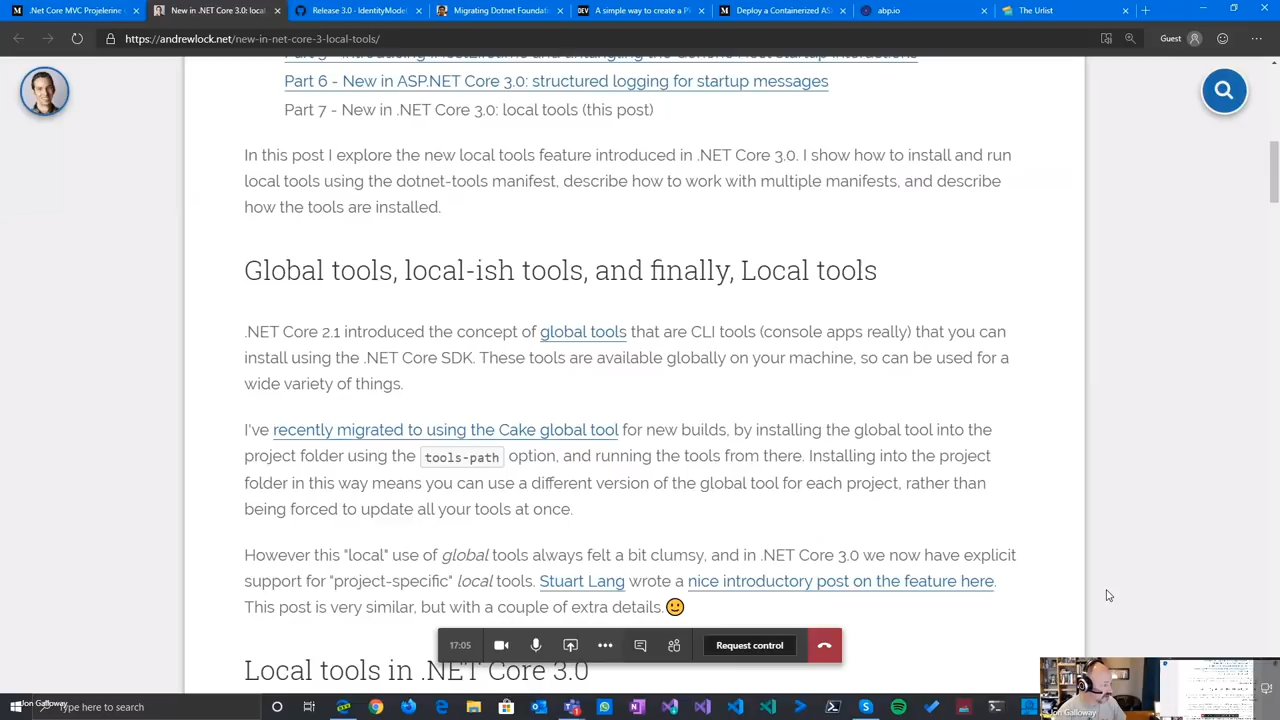 .Net Core MVC Projelerine
New in .NET Core 3.0: local
Release 3.0 · IdentityModel
Migrating Dotnet Foundatio
A simple way to create a P
Deploy a Containerized AS
abp.io
The Urlist
https://andrewlock.net/new-in-net-core-3-local-tools/
Guest
Part 6 - New in ASP.NET Core 3.0: structured logging for startup messages
Part 7 - New in .NET Core 3.0: local tools (this post)
In this post I explore the new local tools feature introduced in .NET Core 3.0. I show how to install and run
local tools using the dotnet-tools manifest, describe how to work with multiple manifests, and describe
how the tools are installed.
Global tools, local-ish tools, and finally, Local tools
.NET Core 2.1 introduced the concept of global tools that are CLI tools (console apps really) that you can
install using the .NET Core SDK. These tools are available globally on your machine, so can be used for a
wide variety of things.
I've recently migrated to using the Cake global tool for new builds, by installing the global tool into the
project folder using the tools-path option, and running the tools from there. Installing into the project
folder in this way means you can use a different version of the global tool for each project, rather than
being forced to update all your tools at once.
However this "local" use of global tools always felt a bit clumsy, and in .NET Core 3.0 we now have explicit
support for "project-specific" local tools. Stuart Lang wrote a nice introductory post on the feature here.
This post is very similar, but with a couple of extra details.
17:05
Request control
Local tools in .NET Core 3.0
Jon Galloway
Type here to search
Jon Galloway